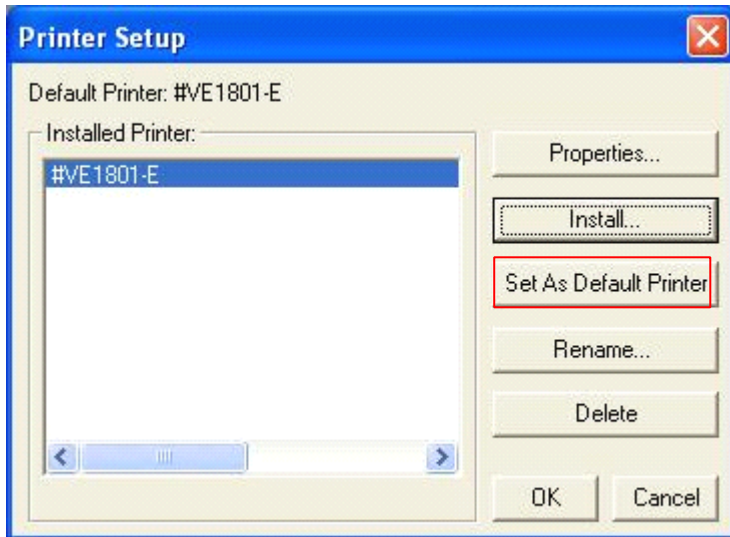 Printer Setup
Default Printer: #VE1801-E
Installed Printer:
#VE1801-E
Properties...
Install...
Set As Default Printer
Rename...
Delete
OK
Cancel